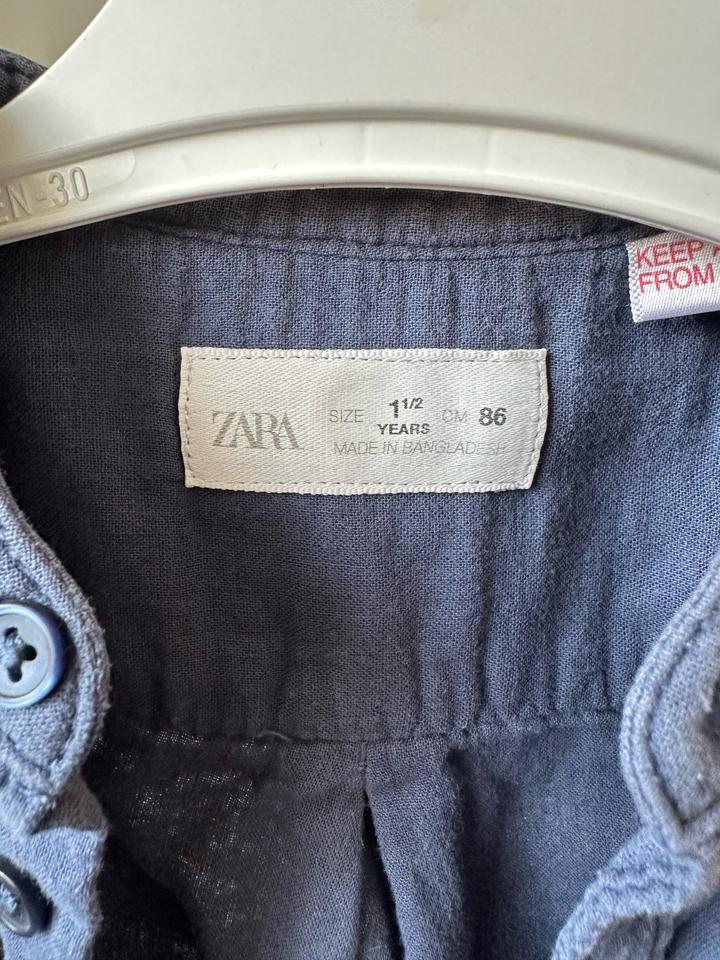 EN-30
KEEP
FROM
ZARA
SIZE 1 1/2 YEARS CM 86
MADE IN BANGLADESH